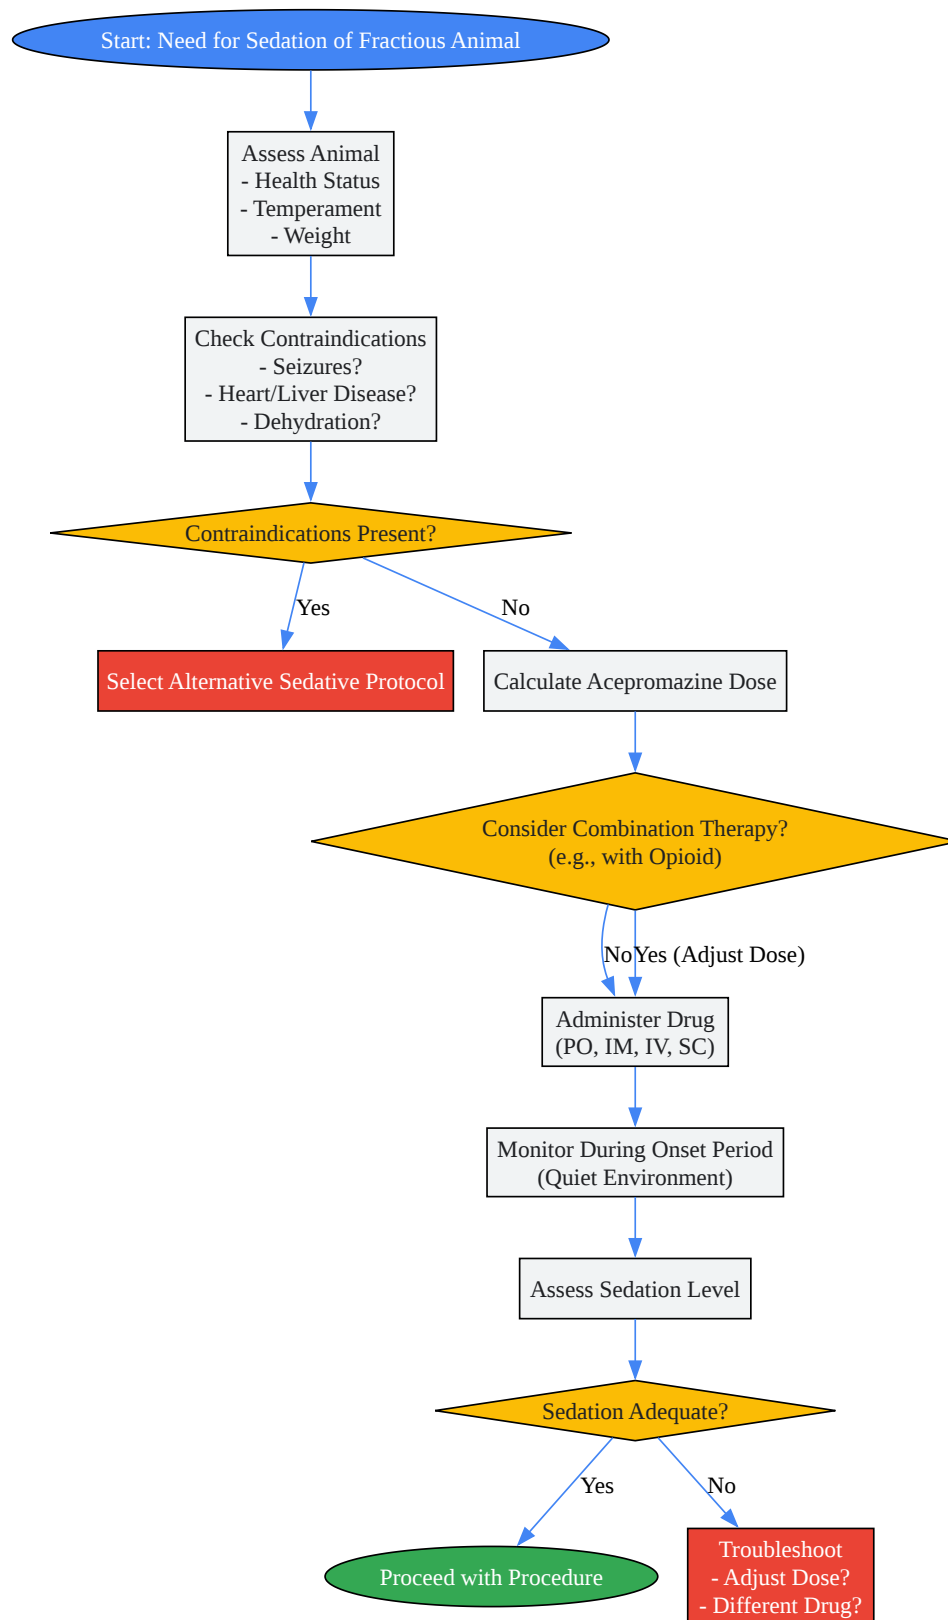 Start: Need for Sedation of Fractious Animal
Assess Animal
- Health Status
- Temperament
- Weight
Check Contraindications
- Seizures?
- Heart/Liver Disease?
- Dehydration?
Contraindications Present?
Yes
No
Select Alternative Sedative Protocol
Calculate Acepromazine Dose
Consider Combination Therapy?
(e.g., with Opioid)
No
Yes (Adjust Dose)
Administer Drug
(PO, IM, IV, SC)
Monitor During Onset Period
(Quiet Environment)
Assess Sedation Level
Sedation Adequate?
Yes
No
Proceed with Procedure
Troubleshoot
- Adjust Dose?
- Different Drug?